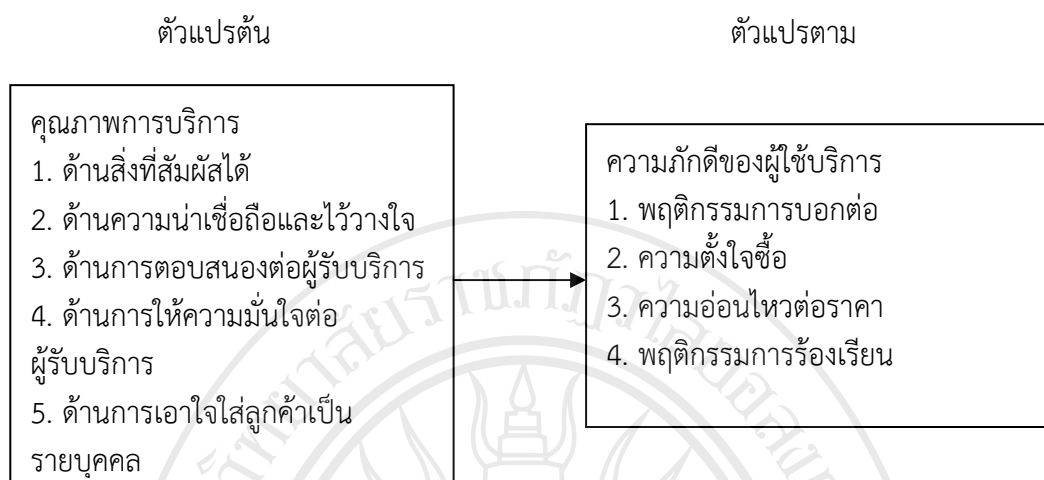 ตัวแปรต้น
ตัวแปรตาม
คุณภาพการบริการ
1. ด้านสิ่งที่สัมผัสได้
2. ด้านความน่าเชื่อถือและไว้วางใจ
3. ด้านการตอบสนองต่อผู้รับบริการ
4. ด้านการให้ความมั่นใจต่อ
ผู้รับบริการ
5. ด้านการเอาใจใส่ลูกค้าเป็น
รายบุคคล
ความภักดีของผู้ใช้บริการ
1. พฤติกรรมการบอกต่อ
2. ความตั้งใจซื้อ
3. ความอ่อนไหวต่อราคา
4. พฤติกรรมการร้องเรียน